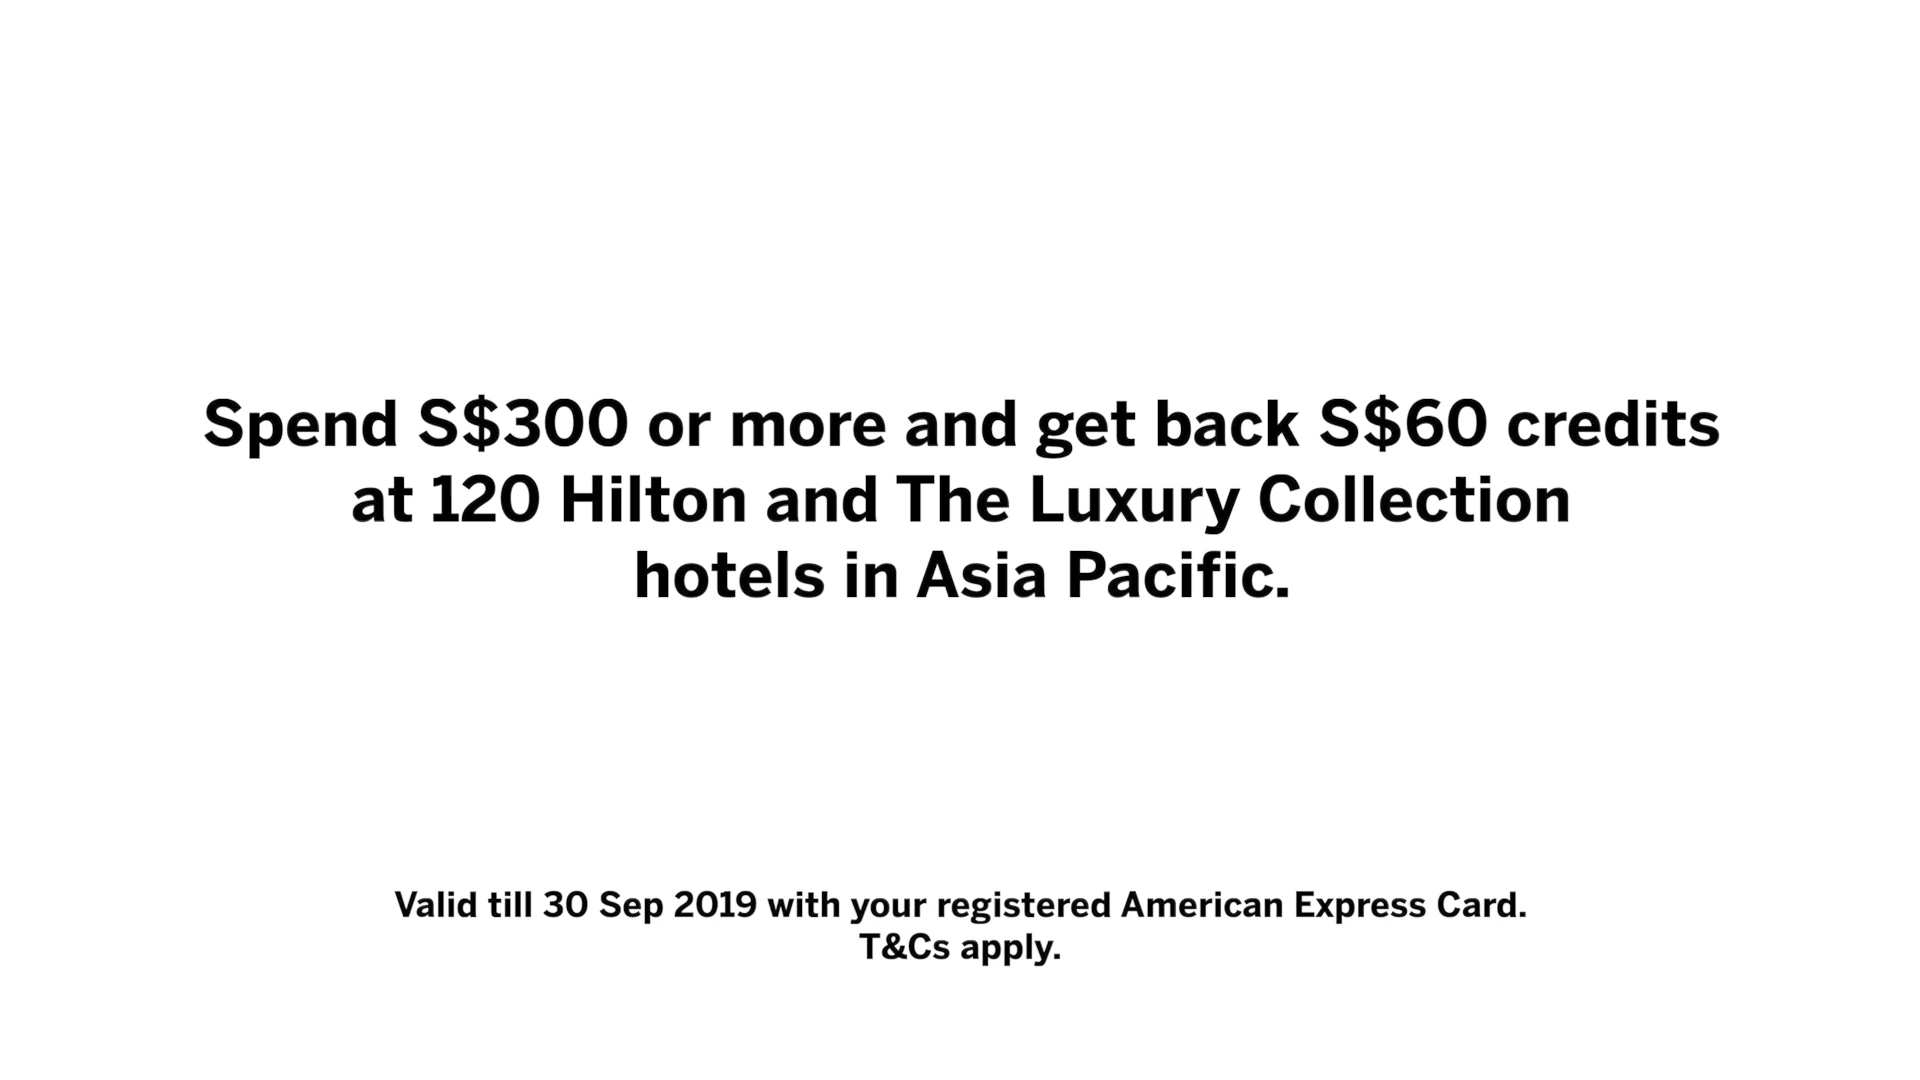 Spend S$300 or more and get back S$60 credits
at 120 Hilton and The Luxury Collection
hotels in Asia Pacific.
Valid till 30 Sep 2019 with your registered American Express Card.
T&Cs apply.